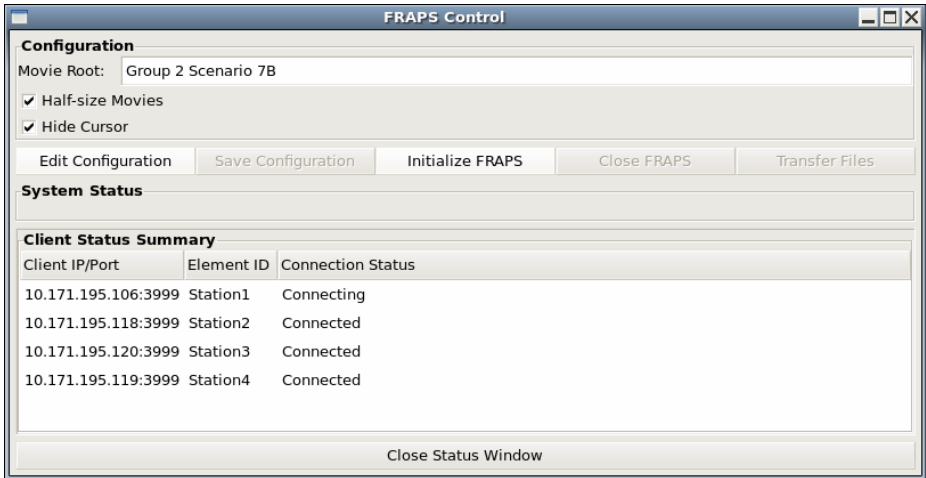 FRAPS Control
Configuration
Movie Root: Group 2 Scenario 7B
Half-size Movies
Hide Cursor
Edit Configuration Save Configuration Initialize FRAPS Close FRAPS Transfer Files
System Status
Client Status Summary
Client IP/Port Element ID Connection Status
10.171.195.106:3999 Station1 Connecting
10.171.195.118:3999 Station2 Connected
10.171.195.120:3999 Station3 Connected
10.171.195.119:3999 Station4 Connected
Close Status Window